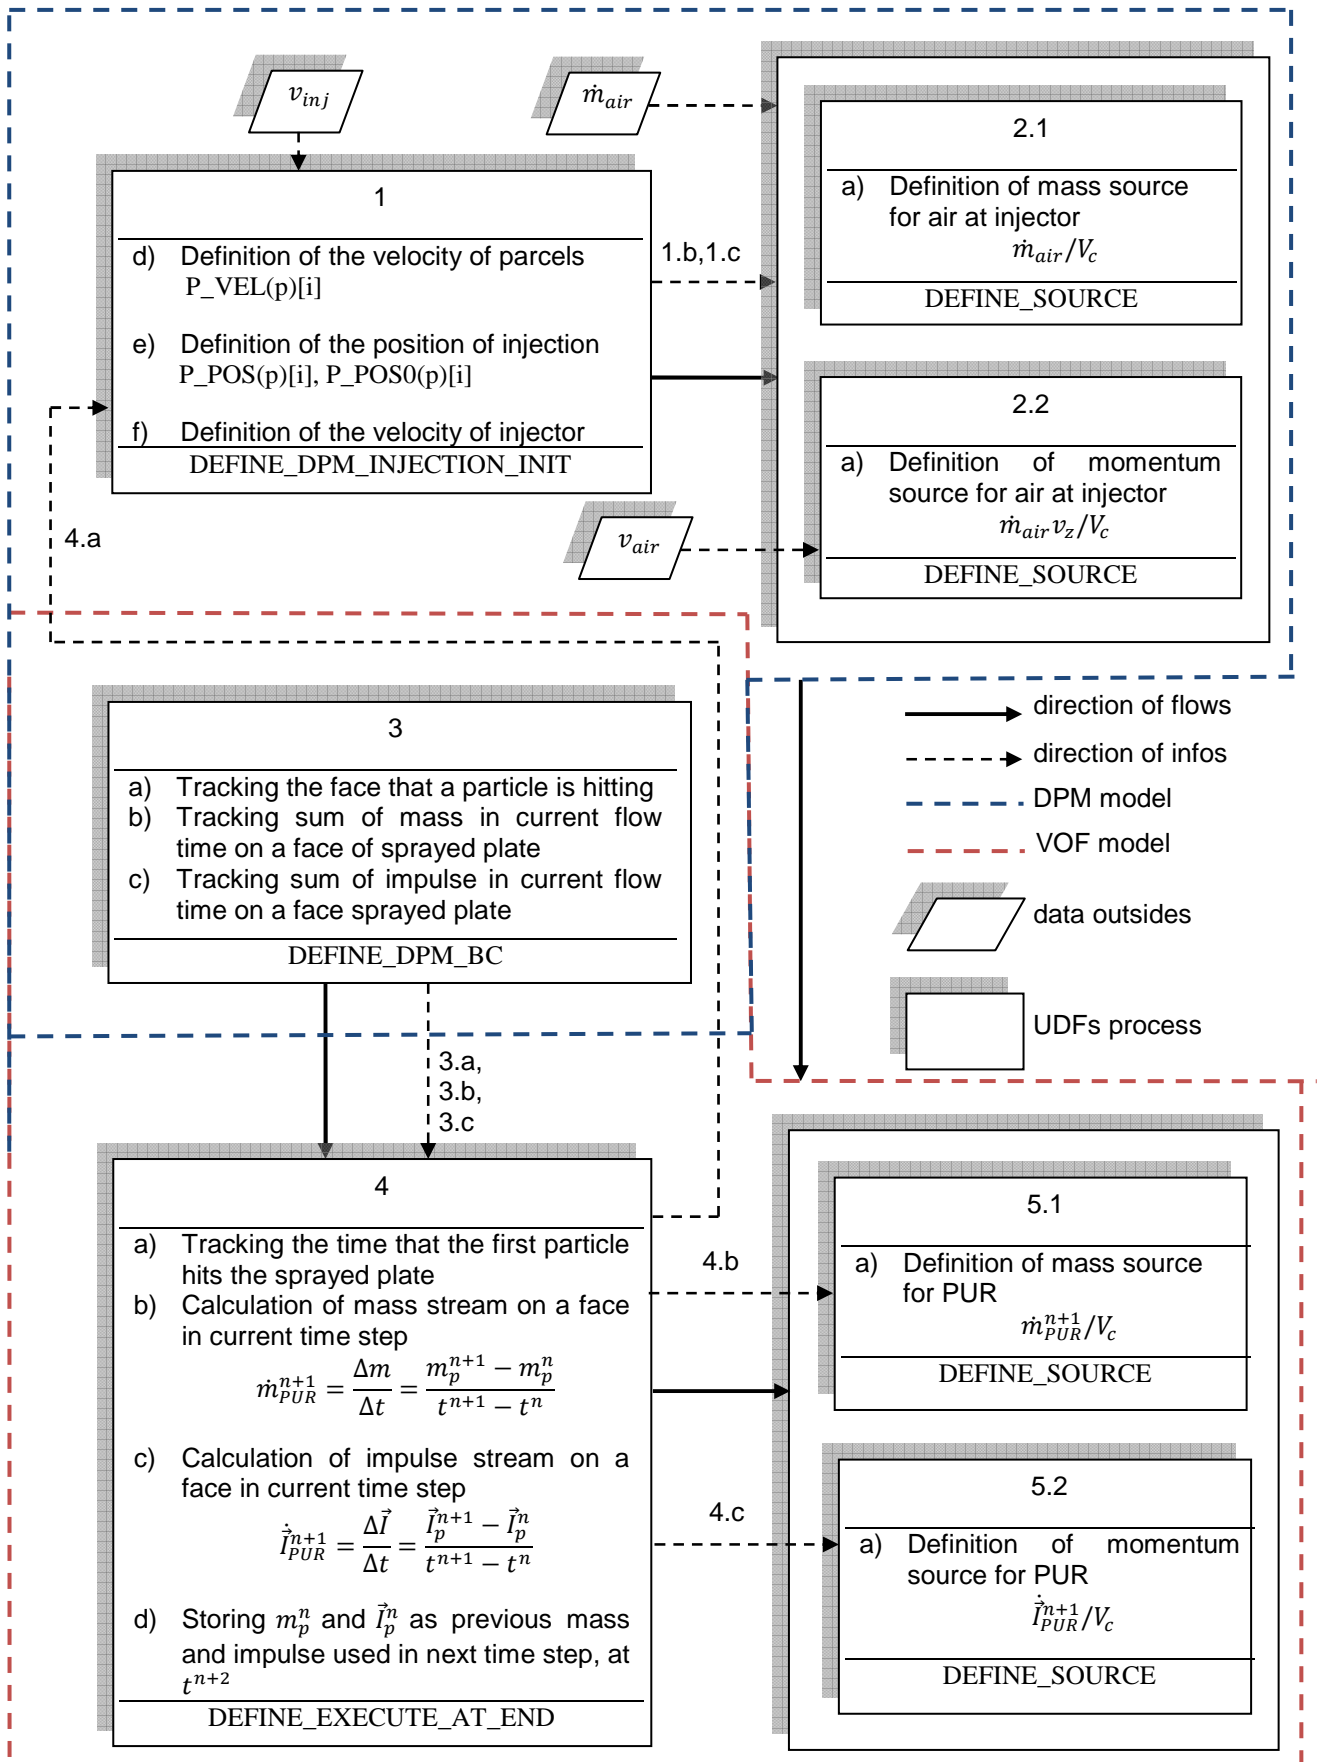 v_inj
ṁ_air
1
d) Definition of the velocity of parcels
P_VEL(p)[i]
e) Definition of the position of injection
P_POS(p)[i], P_POS0(p)[i]
f) Definition of the velocity of injector
DEFINE_DPM_INJECTION_INIT
1.b,1.c
2.1
a) Definition of mass source
for air at injector
ṁ_air/V_c
DEFINE_SOURCE
2.2
a) Definition of momentum
source for air at injector
ṁ_air v_z/V_c
DEFINE_SOURCE
v_air
4.a
3
a) Tracking the face that a particle is hitting
b) Tracking sum of mass in current flow
time on a face of sprayed plate
c) Tracking sum of impulse in current flow
time on a face sprayed plate
DEFINE_DPM_BC
direction of flows
direction of infos
DPM model
VOF model
data outsides
UDFs process
3.a,
3.b,
3.c
4
a) Tracking the time that the first particle
hits the sprayed plate
b) Calculation of mass stream on a face
in current time step
ṁ_PUR^{n+1} = Δm/Δt = (m_p^{n+1} − m_p^n)/(t^{n+1} − t^n)
c) Calculation of impulse stream on a
face in current time step
İ⃗_PUR^{n+1} = ΔI⃗/Δt = (I⃗_p^{n+1} − I⃗_p^n)/(t^{n+1} − t^n)
d) Storing m_p^n and I⃗_p^n as previous mass
and impulse used in next time step, at
t^{n+2}
DEFINE_EXECUTE_AT_END
4.b
4.c
5.1
a) Definition of mass source
for PUR
ṁ_PUR^{n+1}/V_c
DEFINE_SOURCE
5.2
a) Definition of momentum
source for PUR
İ⃗_PUR^{n+1}/V_c
DEFINE_SOURCE